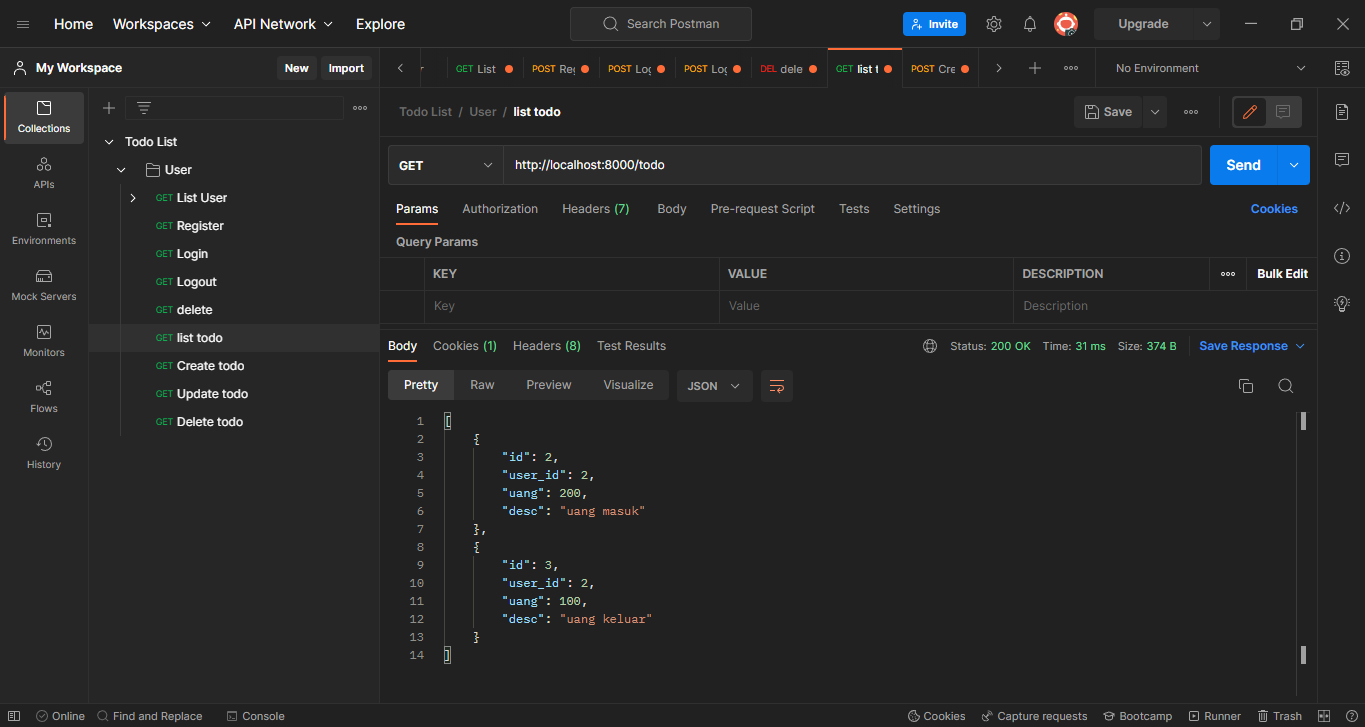 Home Workspaces API Network Explore Search Postman Invite Upgrade
My Workspace New Import GET List POST Reg POST Log POST Log DEL dele GET list t POST Cre No Environment
Collections
APIs
Environments
Mock Servers
Monitors
Flows
History
Todo List
User
GET List User
GET Register
GET Login
GET Logout
GET delete
GET list todo
GET Create todo
GET Update todo
GET Delete todo
Todo List / User / list todo Save
GET http://localhost:8000/todo Send
Params Authorization Headers (7) Body Pre-request Script Tests Settings Cookies
Query Params
KEY VALUE DESCRIPTION Bulk Edit
Key Value Description
Body Cookies (1) Headers (8) Test Results Status: 200 OK Time: 31 ms Size: 374 B Save Response
Pretty Raw Preview Visualize JSON
1 [
2 {
3 "id": 2,
4 "user_id": 2,
5 "uang": 200,
6 "desc": "uang masuk"
7 },
8 {
9 "id": 3,
10 "user_id": 2,
11 "uang": 100,
12 "desc": "uang keluar"
13 }
14 ]
Online Find and Replace Console Cookies Capture requests Bootcamp Runner Trash